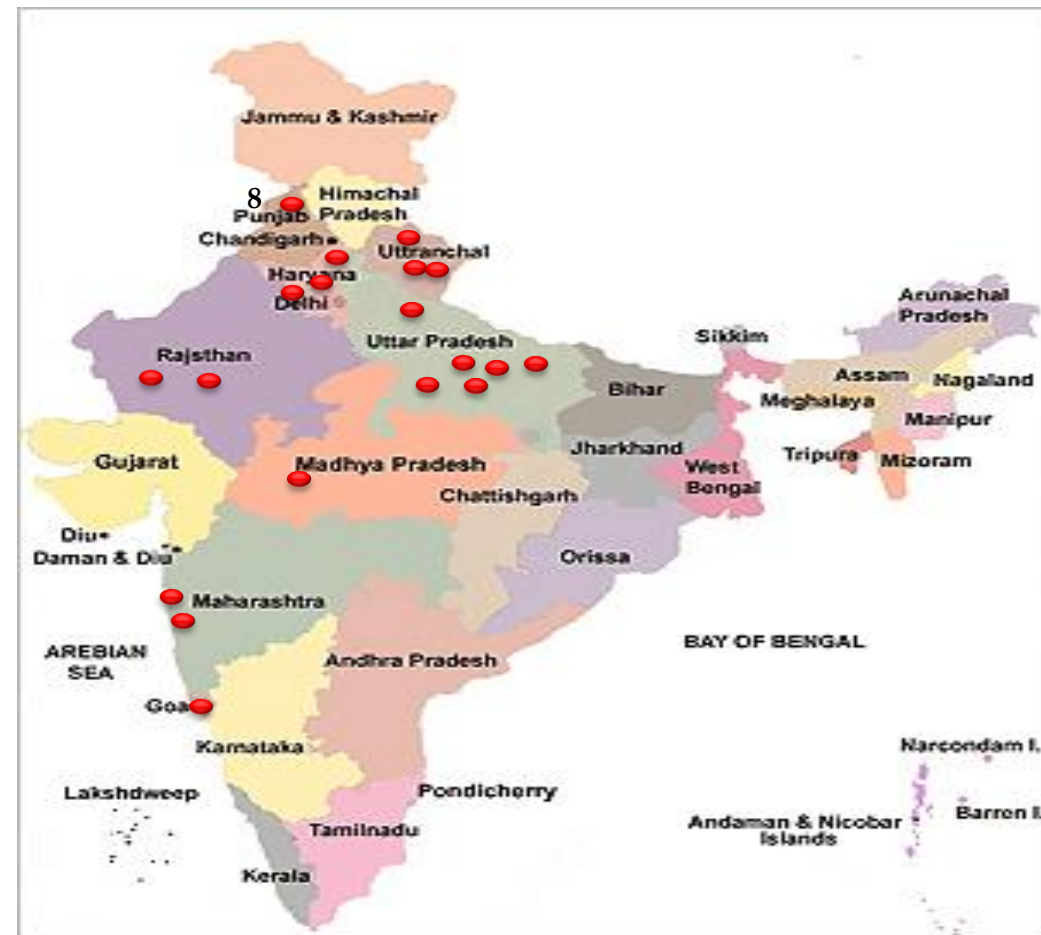 Jammu & Kashmir
8
Himachal
Pradesh
Punjab
Chandigarh
Uttranchal
Haryana
Delhi
Arunachal
Pradesh
Sikkim
Uttar Pradesh
Rajsthan
Assam
Nagaland
Bihar
Meghalaya
Manipur
Jharkhand
Tripura
Mizoram
Gujarat
Madhya Pradesh
West
Bengal
Chattishgarh
Diu
Daman & Diu
Orissa
Maharashtra
BAY OF BENGAL
AREBIAN
SEA
Andhra Pradesh
Goa
Karnataka
Narcondam I.
Lakshdweep
Pondicherry
Barren I.
Andaman & Nicobar
Islands
Tamilnadu
Kerala